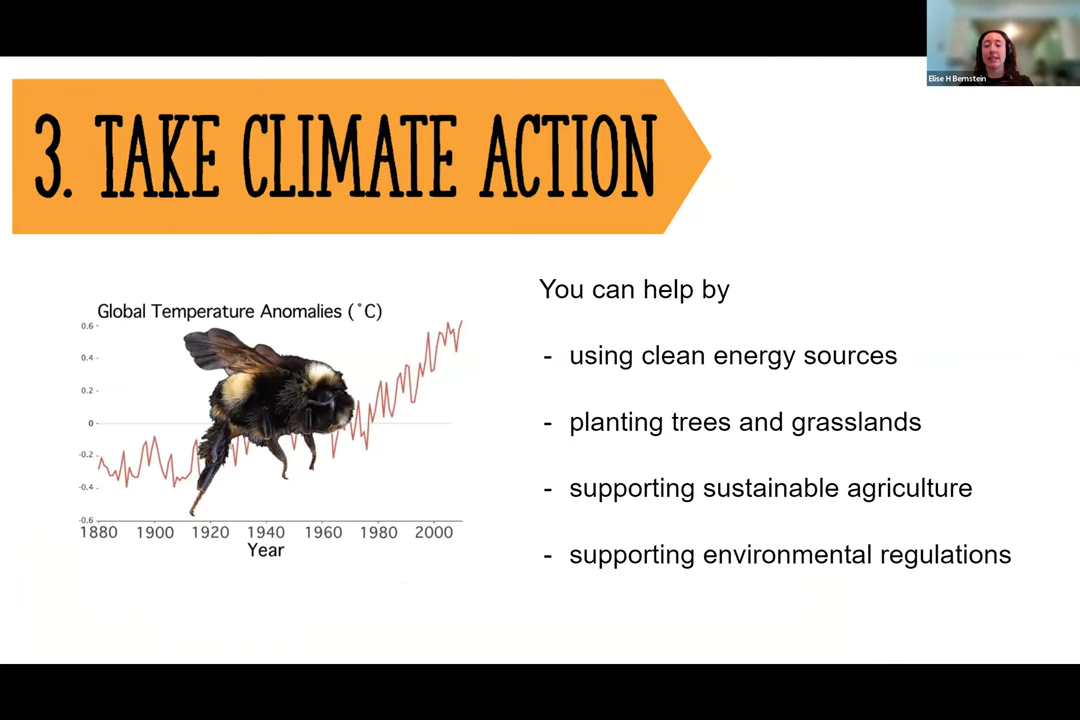 Elise H Bernstein
3. TAKE CLIMATE ACTION
You can help by
- using clean energy sources
- planting trees and grasslands
- supporting sustainable agriculture
- supporting environmental regulations
Global Temperature Anomalies (˚C)
0.6
0.4
0.2
0
-0.2
-0.4
-0.6
1880 1900 1920 1940 1960 1980 2000
Year